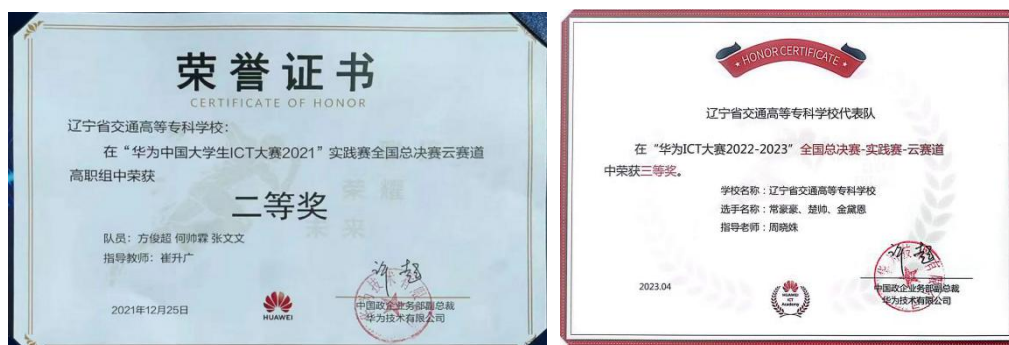 荣誉证书
CERTIFICATE OF HONOR
辽宁省交通高等专科学校：
在“华为中国大学生ICT大赛2021”实践赛全国总决赛云赛道
高职组中荣获
二等奖
荣耀
未来
队员：方俊超 何帅霖 张文文
指导教师：崔升广
2021年12月25日
HUAWEI
中国政企业务部副总裁
华为技术有限公司
HONOR CERTIFICATE
辽宁省交通高等专科学校代表队
在“华为ICT大赛2022-2023”全国总决赛-实践赛-云赛道
中荣获三等奖。
学校名称：辽宁省交通高等专科学校
选手名称：常豪豪、楚帅、金黛恩
指导老师：周晓姝
2023.04
HUAWEI
ICT
Academy
中国政企业务部副总裁
华为技术有限公司